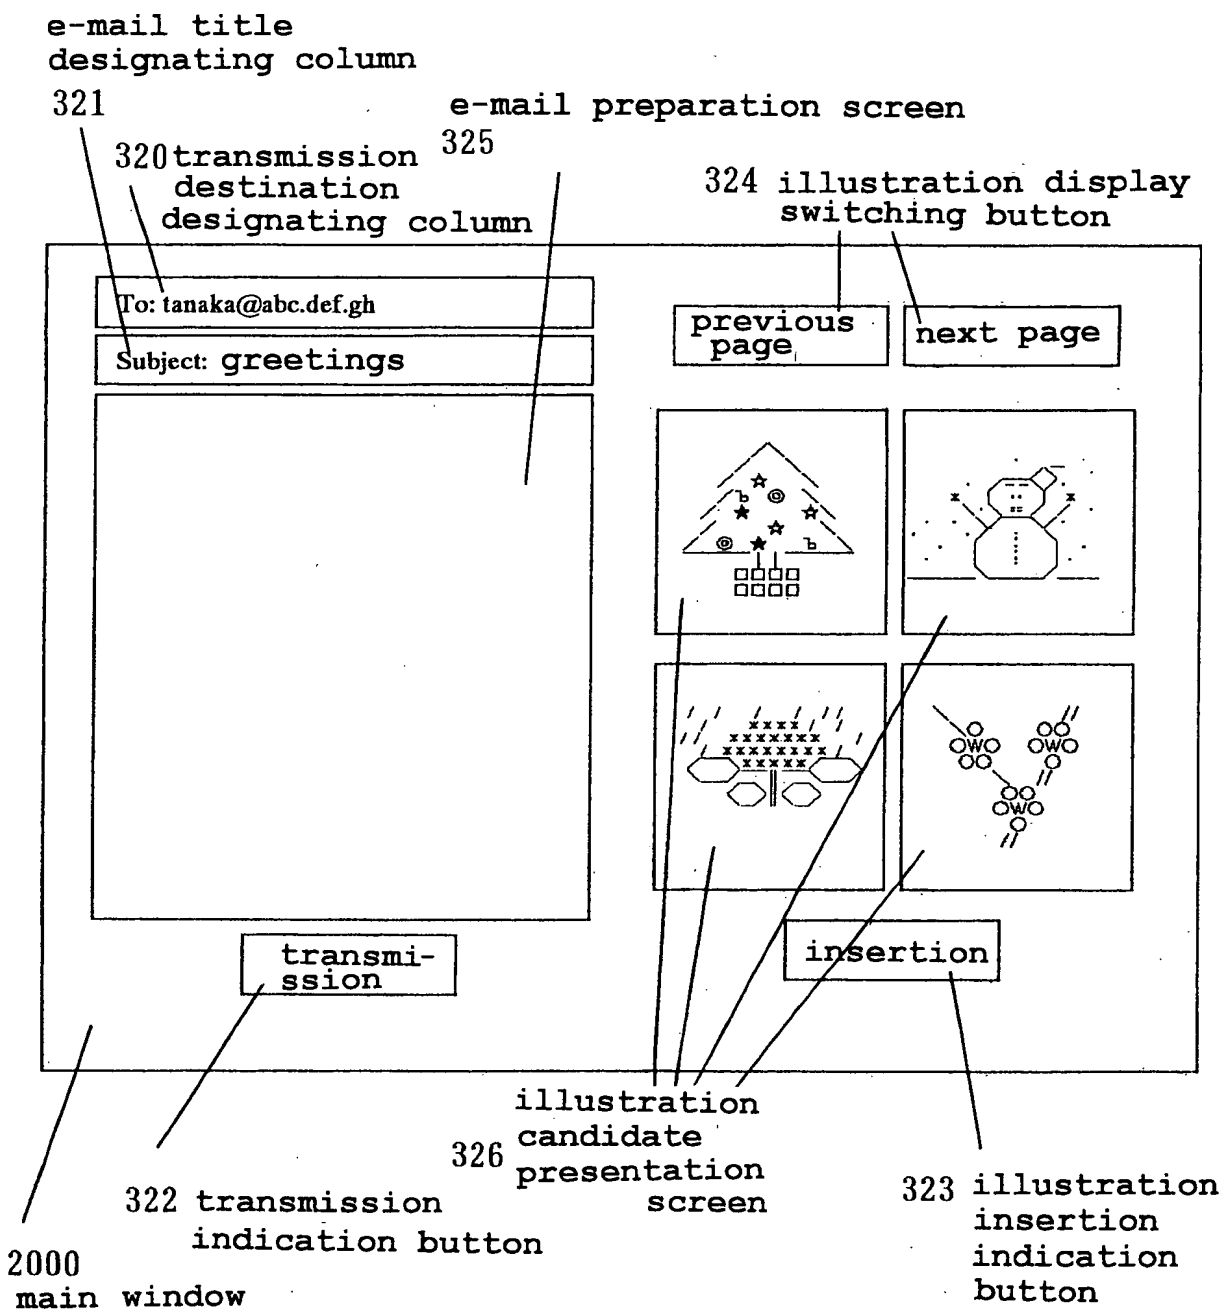 e-mail title
designating column
321
e-mail preparation screen
325
320 transmission
destination
designating column
324 illustration display
switching button
To: tanaka@abc.def.gh
Subject: greetings
previous
page
next page
transmi-
ssion
insertion
illustration
candidate
326
presentation
screen
322 transmission
indication button
323 illustration
insertion
indication
button
2000
main window